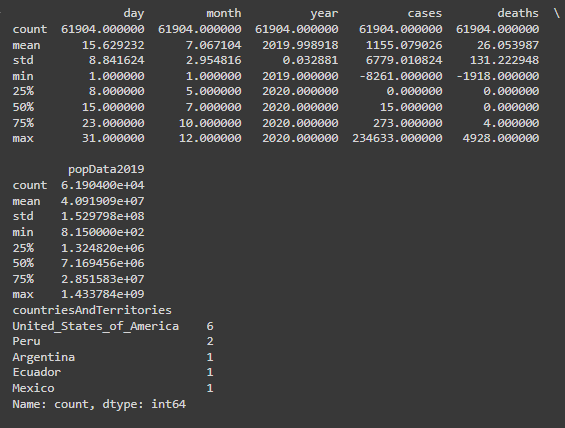 day month year cases deaths \
count 61904.000000 61904.000000 61904.000000 61904.000000 61904.000000
mean 15.629232 7.067104 2019.998918 1155.079026 26.053987
std 8.841624 2.954816 0.032881 6779.010824 131.222948
min 1.000000 1.000000 2019.000000 -8261.000000 -1918.000000
25% 8.000000 5.000000 2020.000000 0.000000 0.000000
50% 15.000000 7.000000 2020.000000 15.000000 0.000000
75% 23.000000 10.000000 2020.000000 273.000000 4.000000
max 31.000000 12.000000 2020.000000 234633.000000 4928.000000
popData2019
count 6.190400e+04
mean 4.091909e+07
std 1.529798e+08
min 8.150000e+02
25% 1.324820e+06
50% 7.169456e+06
75% 2.851583e+07
max 1.433784e+09
countriesAndTerritories
United_States_of_America 6
Peru 2
Argentina 1
Ecuador 1
Mexico 1
Name: count, dtype: int64